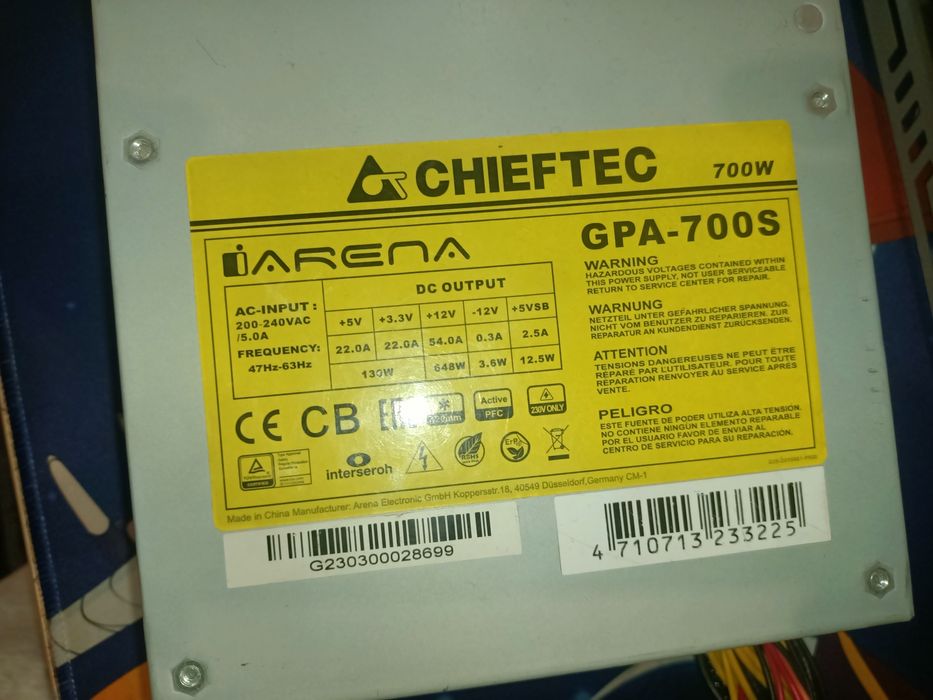 CHIEFTEC
700W
iARENA
GPA-700S
AC-INPUT :
200-240VAC
/5.0A
FREQUENCY:
47Hz-63Hz
DC OUTPUT
+5V +3.3V +12V -12V +5VSB
22.0A 22.0A 54.0A 0.3A 2.5A
130W 648W 3.6W 12.5W
WARNING
HAZARDOUS VOLTAGES CONTAINED WITHIN
THIS POWER SUPPLY, NOT USER SERVICEABLE
RETURN TO SERVICE CENTER FOR REPAIR.
WARNUNG
NETZTEIL UNTER GEFAHRLICHER SPANNUNG.
NICHT VOM BENUTZER ZU REPARIEREN. ZUR
REPARATUR AN KUNDENDIENST ZURÜCKSENDEN.
ATTENTION
TENSIONS DANGEREUSES NE PEUT ÊTRE
RÉPARÉ PAR LUTILISATEUR. POUR TOUTE
RÉPARATION RENVOYER AU SERVICE APRÈS
VENTE.
PELIGRO
ESTE FUENTE DE PODER UTILIZA ALTA TENSIÓN.
NO CONTIENE NINGÚN ELEMENTO REPARABLE
POR EL USUARIO FAVOR DE ENVIAR AL
CENTRO DE SERVICIO PARA SU REPARACIÓN.
CE CB
Active
PFC
230V ONLY
interseroh
RoHS
ErP
Made in China Manufacturer: Arena Electronic GmbH Koppersstr.18, 40549 Düsseldorf,Germany CM-1
G230300028699
4 710713 233225